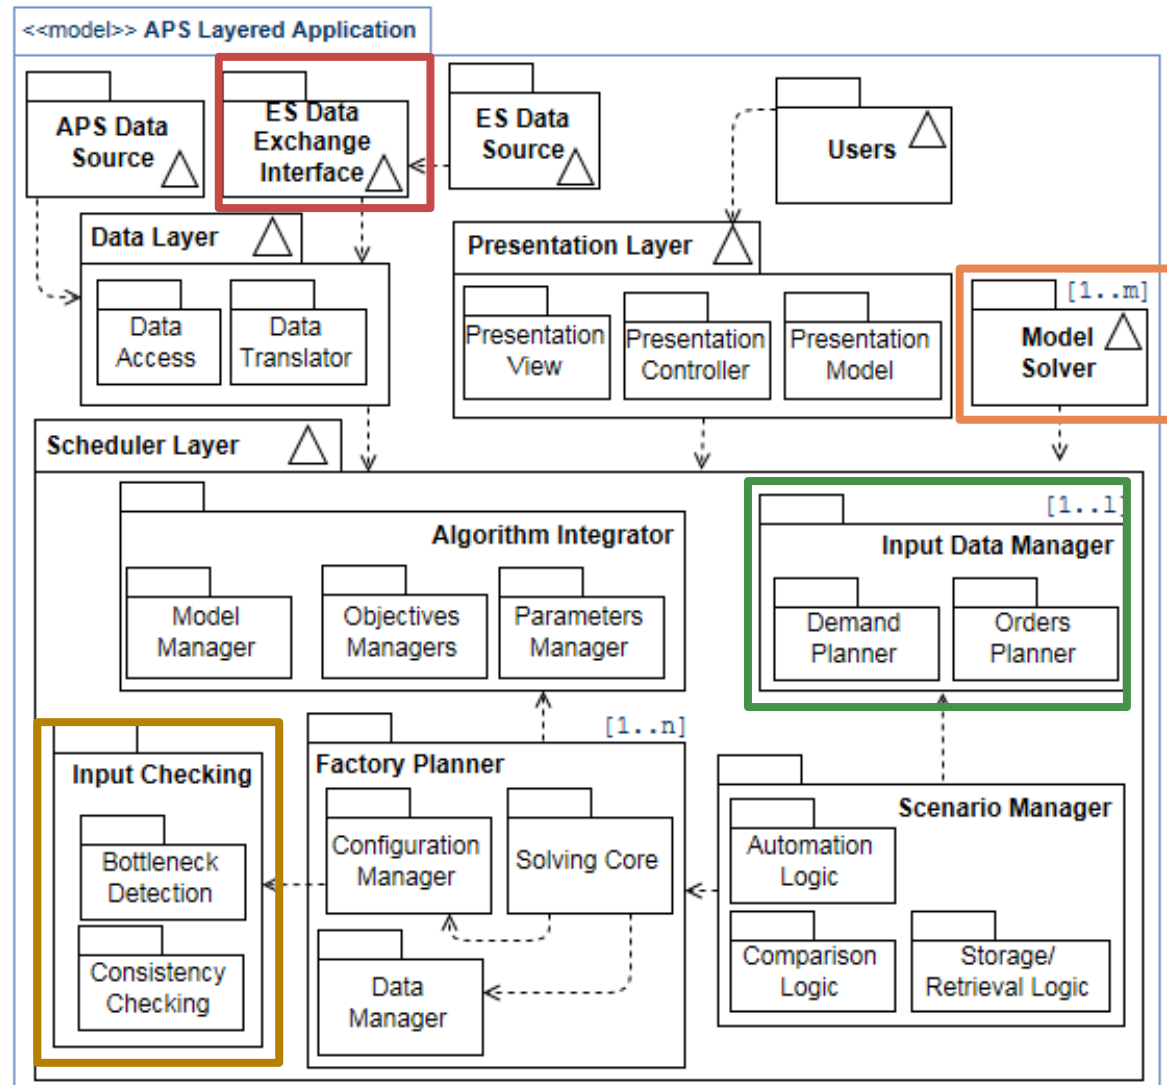 <<model>> APS Layered Application
APS Data
Source
ES Data
Exchange
Interface
ES Data
Source
Users
Data Layer
Data
Access
Data
Translator
Presentation Layer
Presentation
View
Presentation
Controller
Presentation
Model
[1..m]
Model
Solver
Scheduler Layer
Algorithm Integrator
Model
Manager
Objectives
Managers
Parameters
Manager
[1..l]
Input Data Manager
Demand
Planner
Orders
Planner
Input Checking
Bottleneck
Detection
Consistency
Checking
[1..n]
Factory Planner
Configuration
Manager
Solving Core
Data
Manager
Scenario Manager
Automation
Logic
Comparison
Logic
Storage/
Retrieval Logic